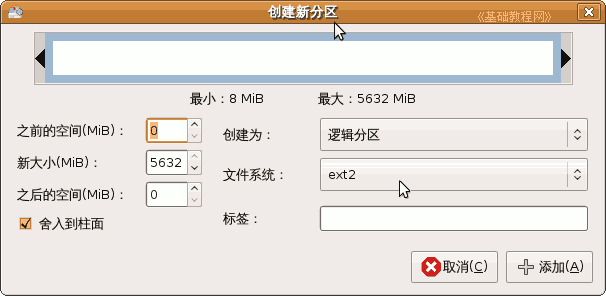 创建新分区
《基础教程网》
最小：8 MiB 最大：5632 MiB
之前的空间(MiB)： 0 创建为： 逻辑分区
新大小(MiB)： 5632 文件系统： ext2
之后的空间(MiB)： 0 标签：
舍入到柱面
取消(C) 添加(A)